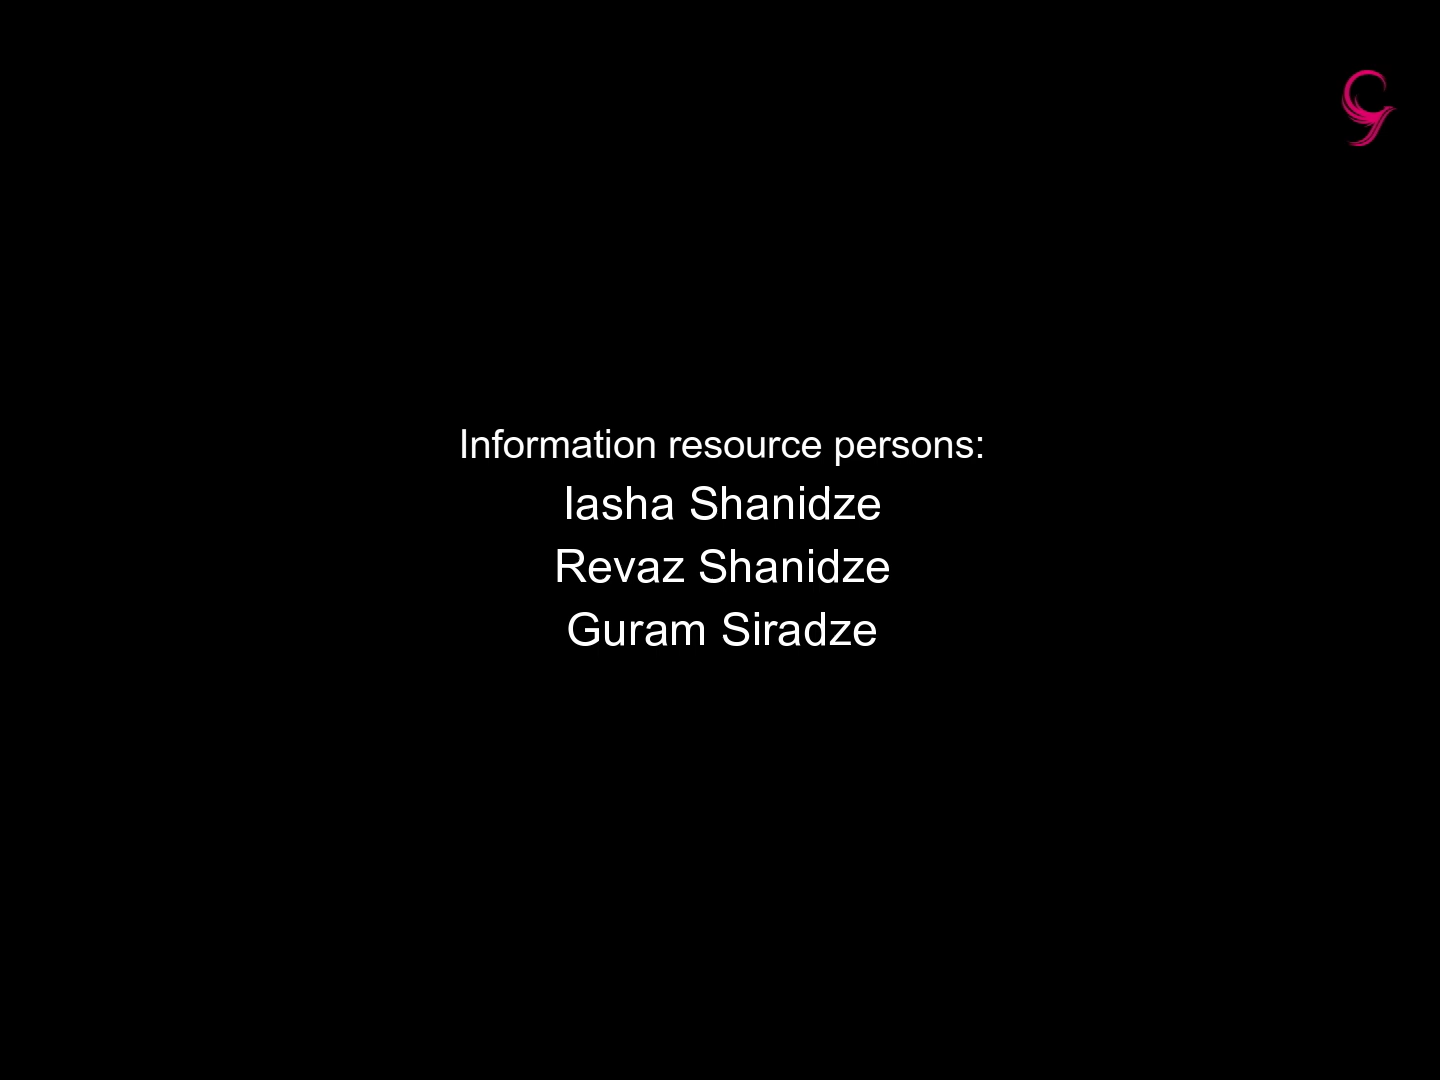 Information resource persons:
Iasha Shanidze
Revaz Shanidze
Guram Siradze